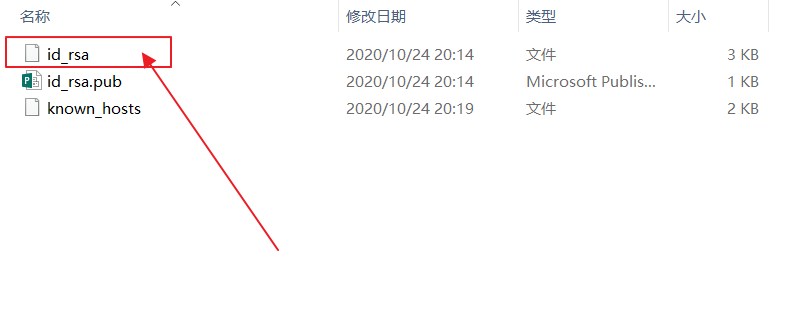 名称 修改日期 类型 大小
id_rsa 2020/10/24 20:14 文件 3 KB
id_rsa.pub 2020/10/24 20:14 Microsoft Publis... 1 KB
known_hosts 2020/10/24 20:19 文件 2 KB